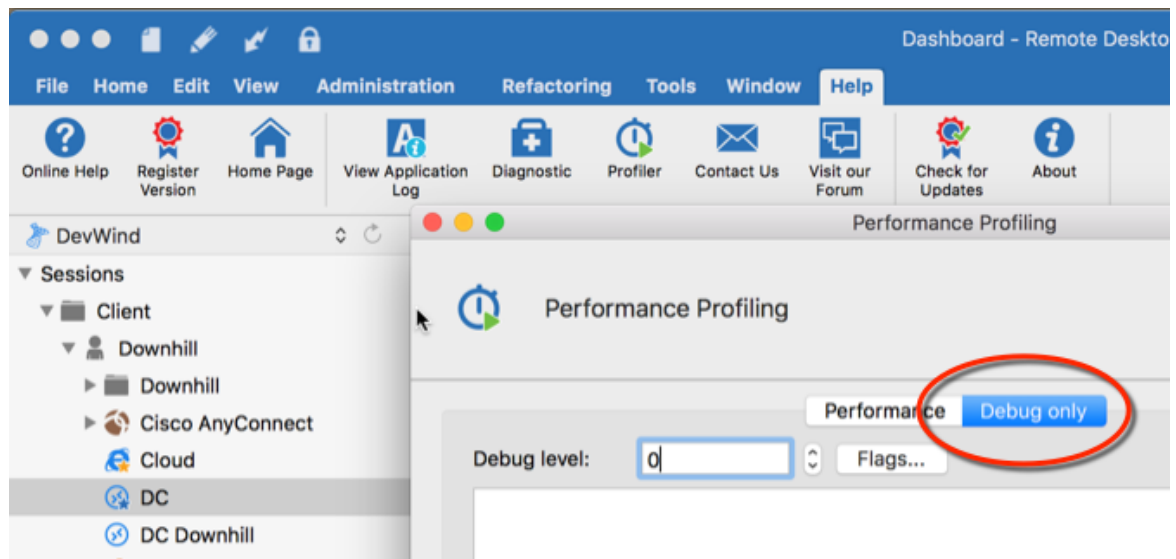 Dashboard - Remote Deskto
File Home Edit View Administration Refactoring Tools Window Help
Online Help Register Version Home Page View Application Log Diagnostic Profiler Contact Us Visit our Forum Check for Updates About
DevWind
Performance Profiling
Sessions
Client
Performance Profiling
Downhill
Downhill
Performance Debug only
Cisco AnyConnect
Cloud
Debug level: 0 Flags...
DC
DC Downhill